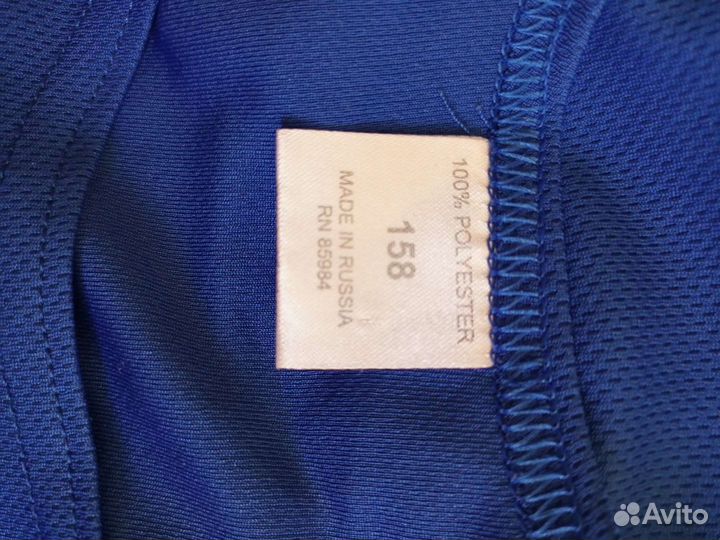 100% POLYESTER
158
MADE IN RUSSIA
RN 85984
Avito